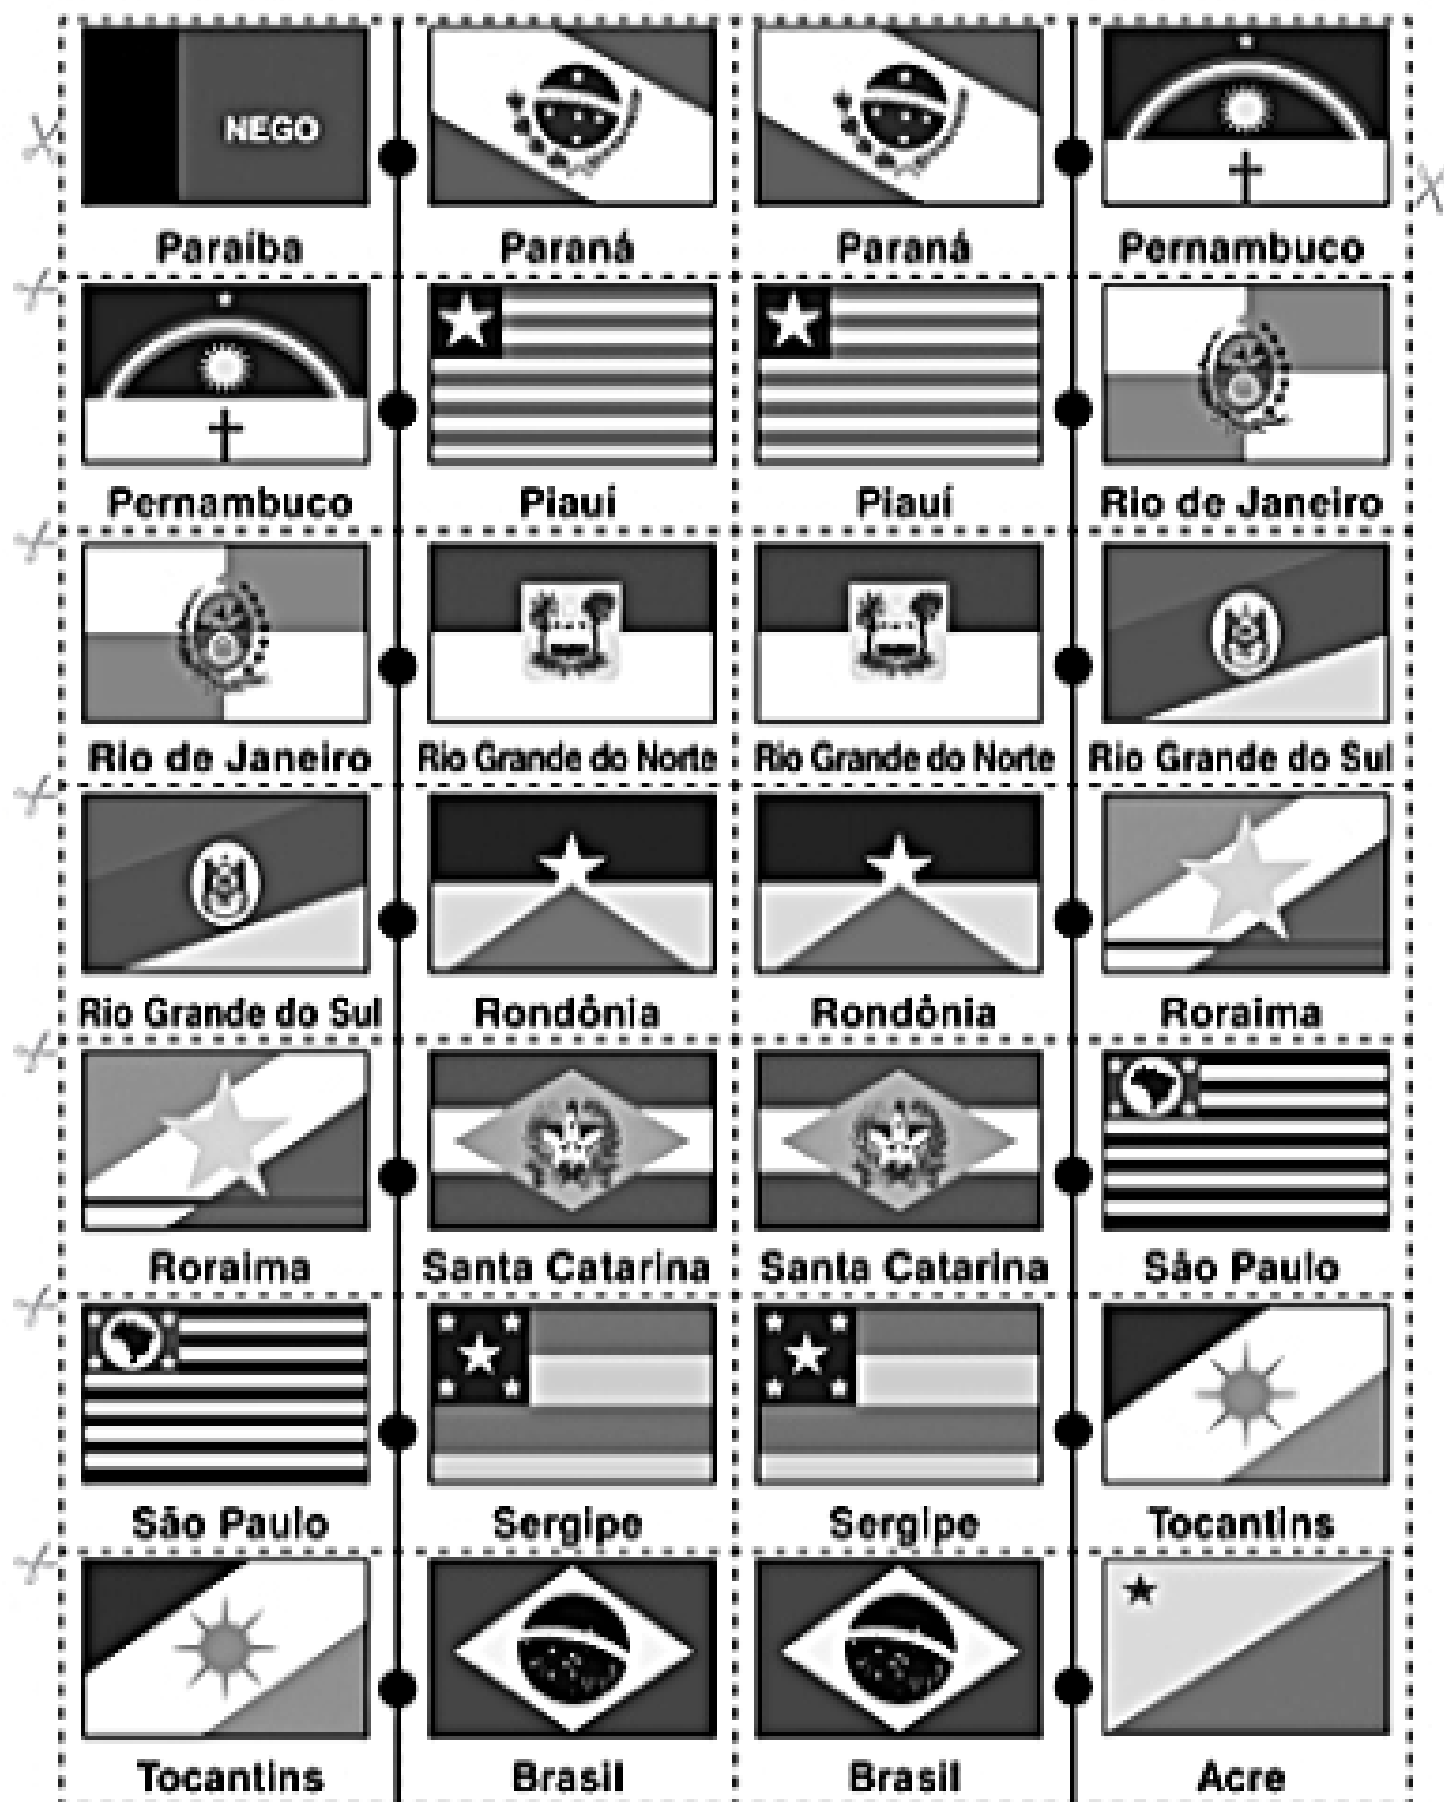 NEGO
Paraíba Paraná Paraná Pernambuco
Pernambuco Piauí Piauí Rio de Janeiro
Rio de Janeiro Rio Grande do Norte Rio Grande do Norte Rio Grande do Sul
Rio Grande do Sul Rondônia Rondônia Roraima
Roraima Santa Catarina Santa Catarina São Paulo
São Paulo Sergipe Sergipe Tocantins
Tocantins Brasil Brasil Acre